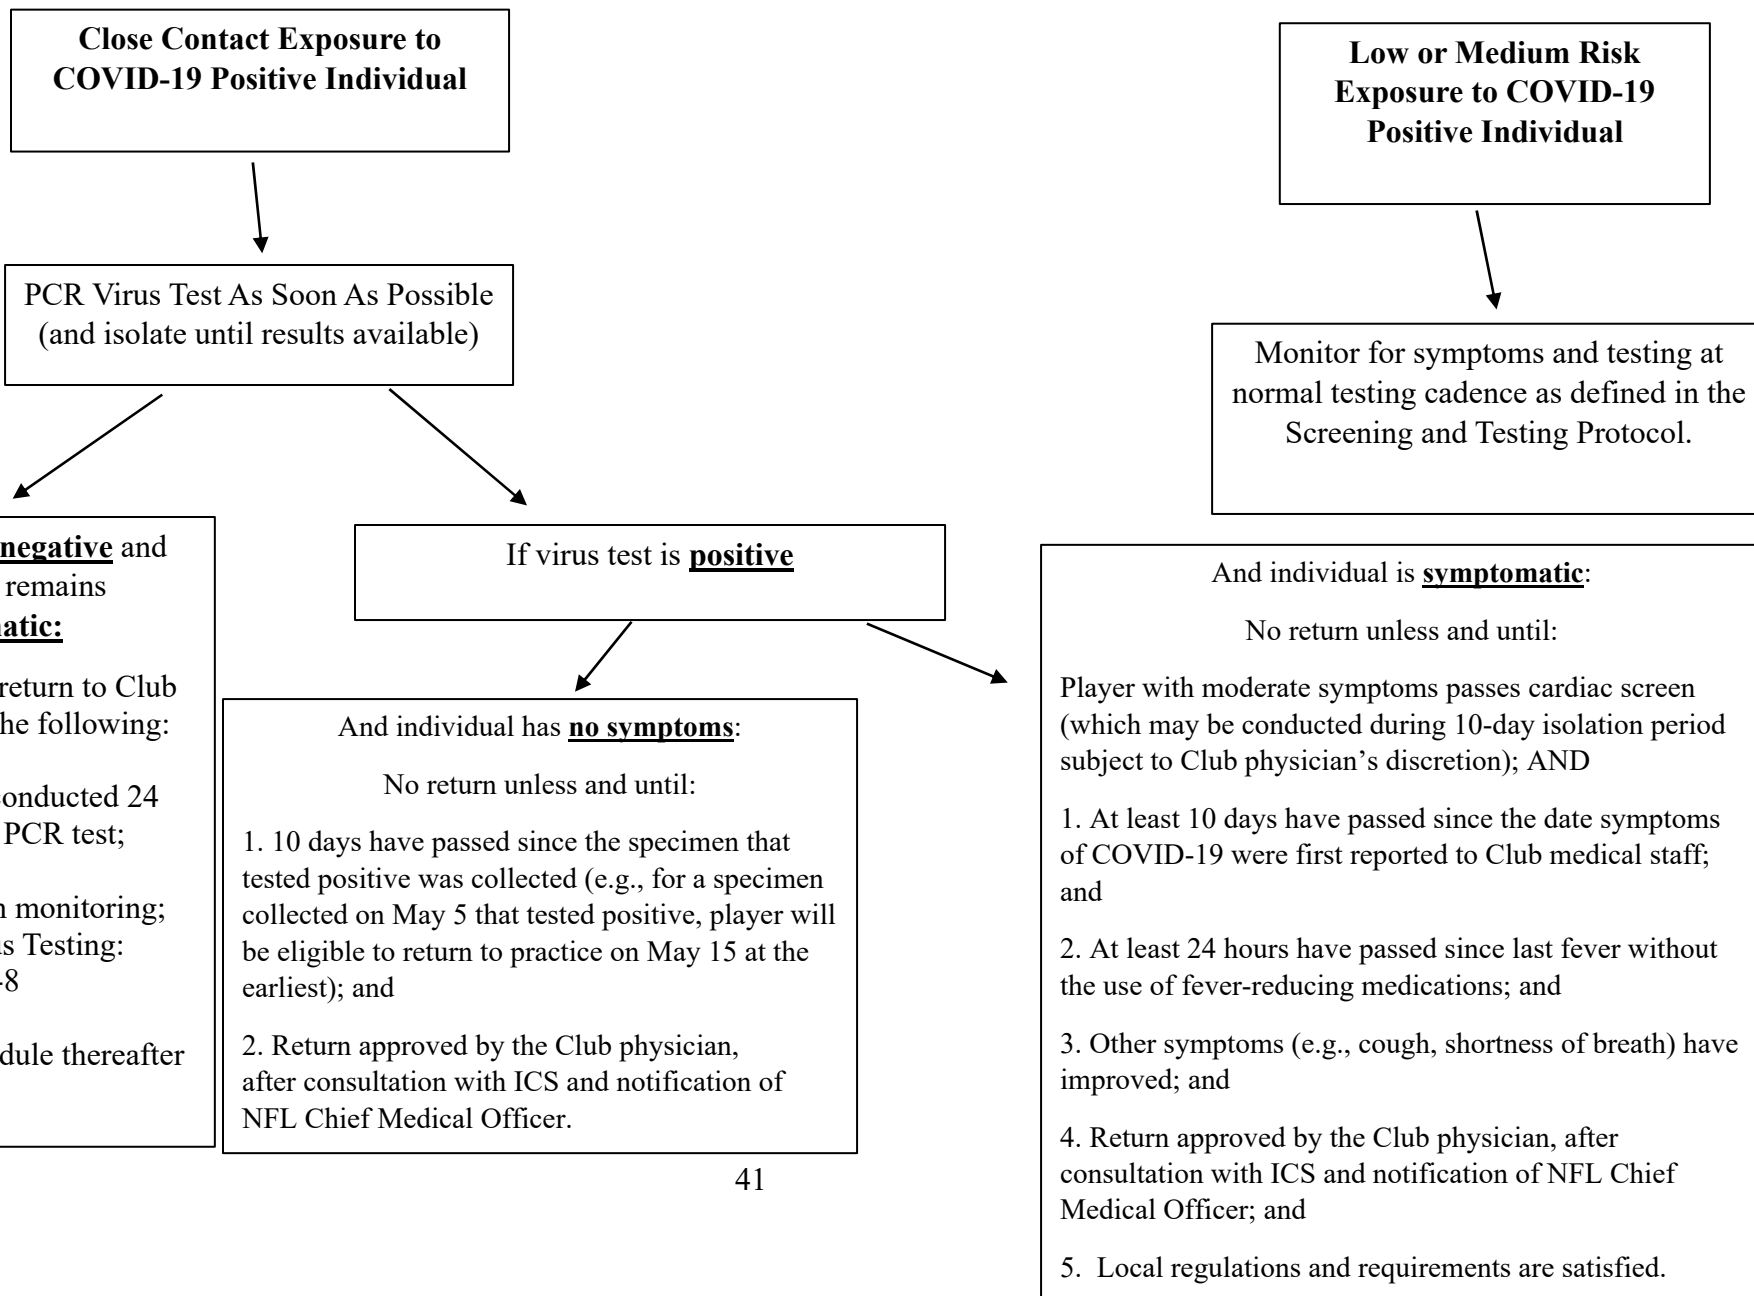 Close Contact Exposure to
COVID-19 Positive Individual
Low or Medium Risk
Exposure to COVID-19
Positive Individual
PCR Virus Test As Soon As Possible
(and isolate until results available)
Monitor for symptoms and testing at
normal testing cadence as defined in the
Screening and Testing Protocol.
negative and
remains
matic:
return to Club
he following:
conducted 24
PCR test;
monitoring;
Testing:
-8
thereafter
If virus test is positive
And individual has no symptoms:
No return unless and until:
1. 10 days have passed since the specimen that
tested positive was collected (e.g., for a specimen
collected on May 5 that tested positive, player will
be eligible to return to practice on May 15 at the
earliest); and
2. Return approved by the Club physician,
after consultation with ICS and notification of
NFL Chief Medical Officer.
And individual is symptomatic:
No return unless and until:
Player with moderate symptoms passes cardiac screen
(which may be conducted during 10-day isolation period
subject to Club physician’s discretion); AND
1. At least 10 days have passed since the date symptoms
of COVID-19 were first reported to Club medical staff;
and
2. At least 24 hours have passed since last fever without
the use of fever-reducing medications; and
3. Other symptoms (e.g., cough, shortness of breath) have
improved; and
4. Return approved by the Club physician, after
consultation with ICS and notification of NFL Chief
Medical Officer; and
5. Local regulations and requirements are satisfied.
41